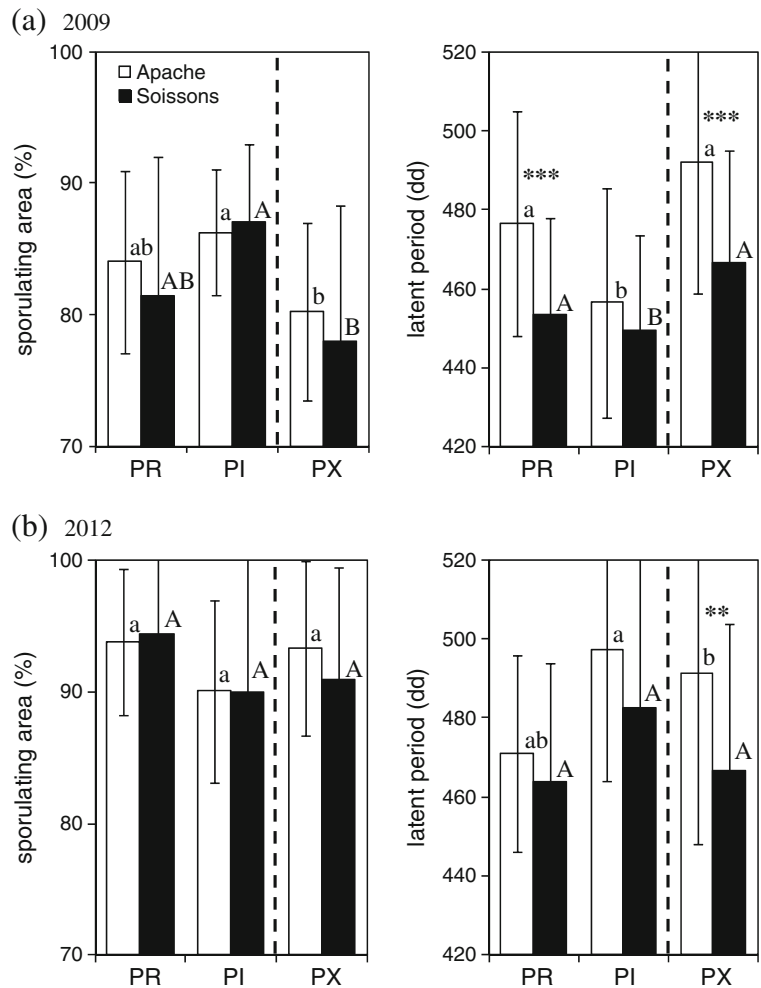 (a) 2009
sporulating area (%)
100
90
80
70
Apache
Soissons
ab
AB
a
A
b
B
PR PI PX
latent period (dd)
520
500
480
460
440
420
***
a
A
b
B
***
a
A
PR PI PX
(b) 2012
sporulating area (%)
100
90
80
70
a
A
a
A
a
A
PR PI PX
latent period (dd)
520
500
480
460
440
420
ab
A
a
A
**
b
A
PR PI PX